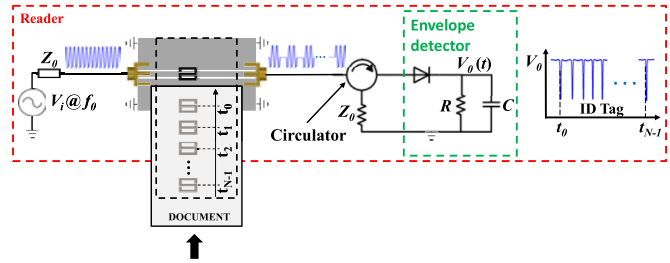 Reader
Z0
Vi@f0
t0
t1
t2
tN-1
DOCUMENT
Circulator
Z0
Envelope
detector
V0(t)
R
C
V0
ID Tag
t0
tN-1